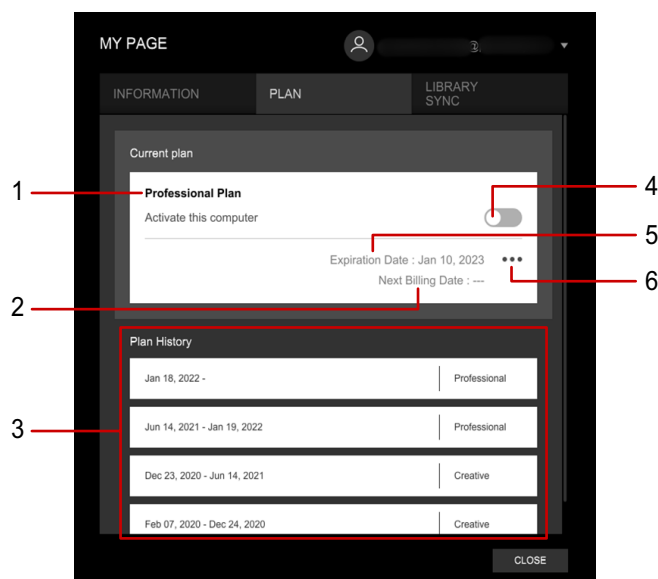 MY PAGE
@
INFORMATION
PLAN
LIBRARY
SYNC
Current plan
1
Professional Plan
4
Activate this computer
5
Expiration Date : Jan 10, 2023
6
Next Billing Date : ---
2
Plan History
Jan 18, 2022 -
Professional
3
Jun 14, 2021 - Jan 19, 2022
Professional
Dec 23, 2020 - Jun 14, 2021
Creative
Feb 07, 2020 - Dec 24, 2020
Creative
CLOSE